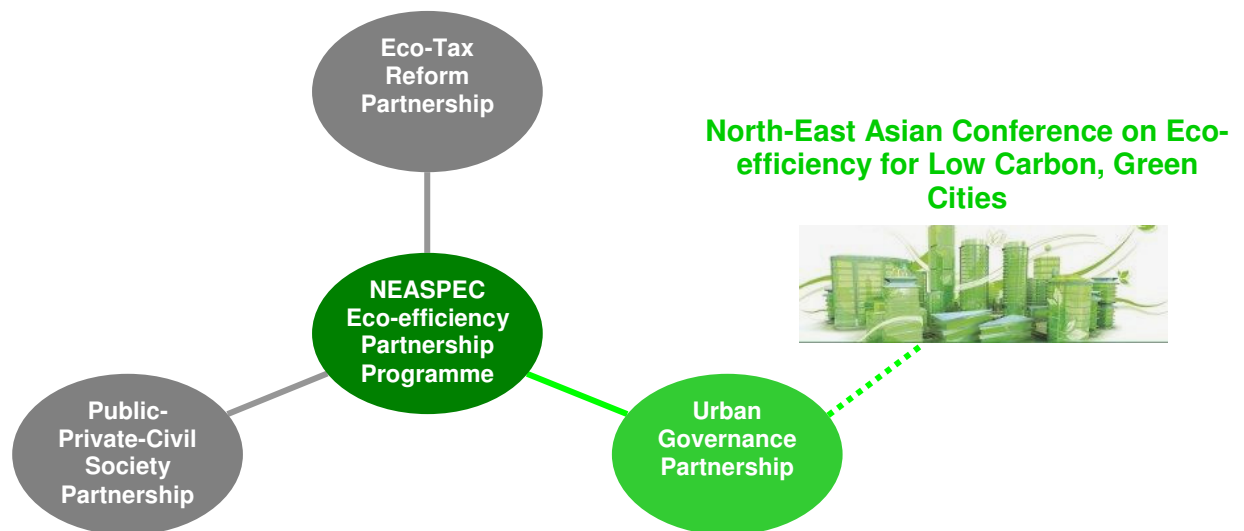 Eco-Tax
Reform
Partnership
North-East Asian Conference on Eco-
efficiency for Low Carbon, Green
Cities
NEASPEC
Eco-efficiency
Partnership
Programme
Public-
Private-Civil
Society
Partnership
Urban
Governance
Partnership